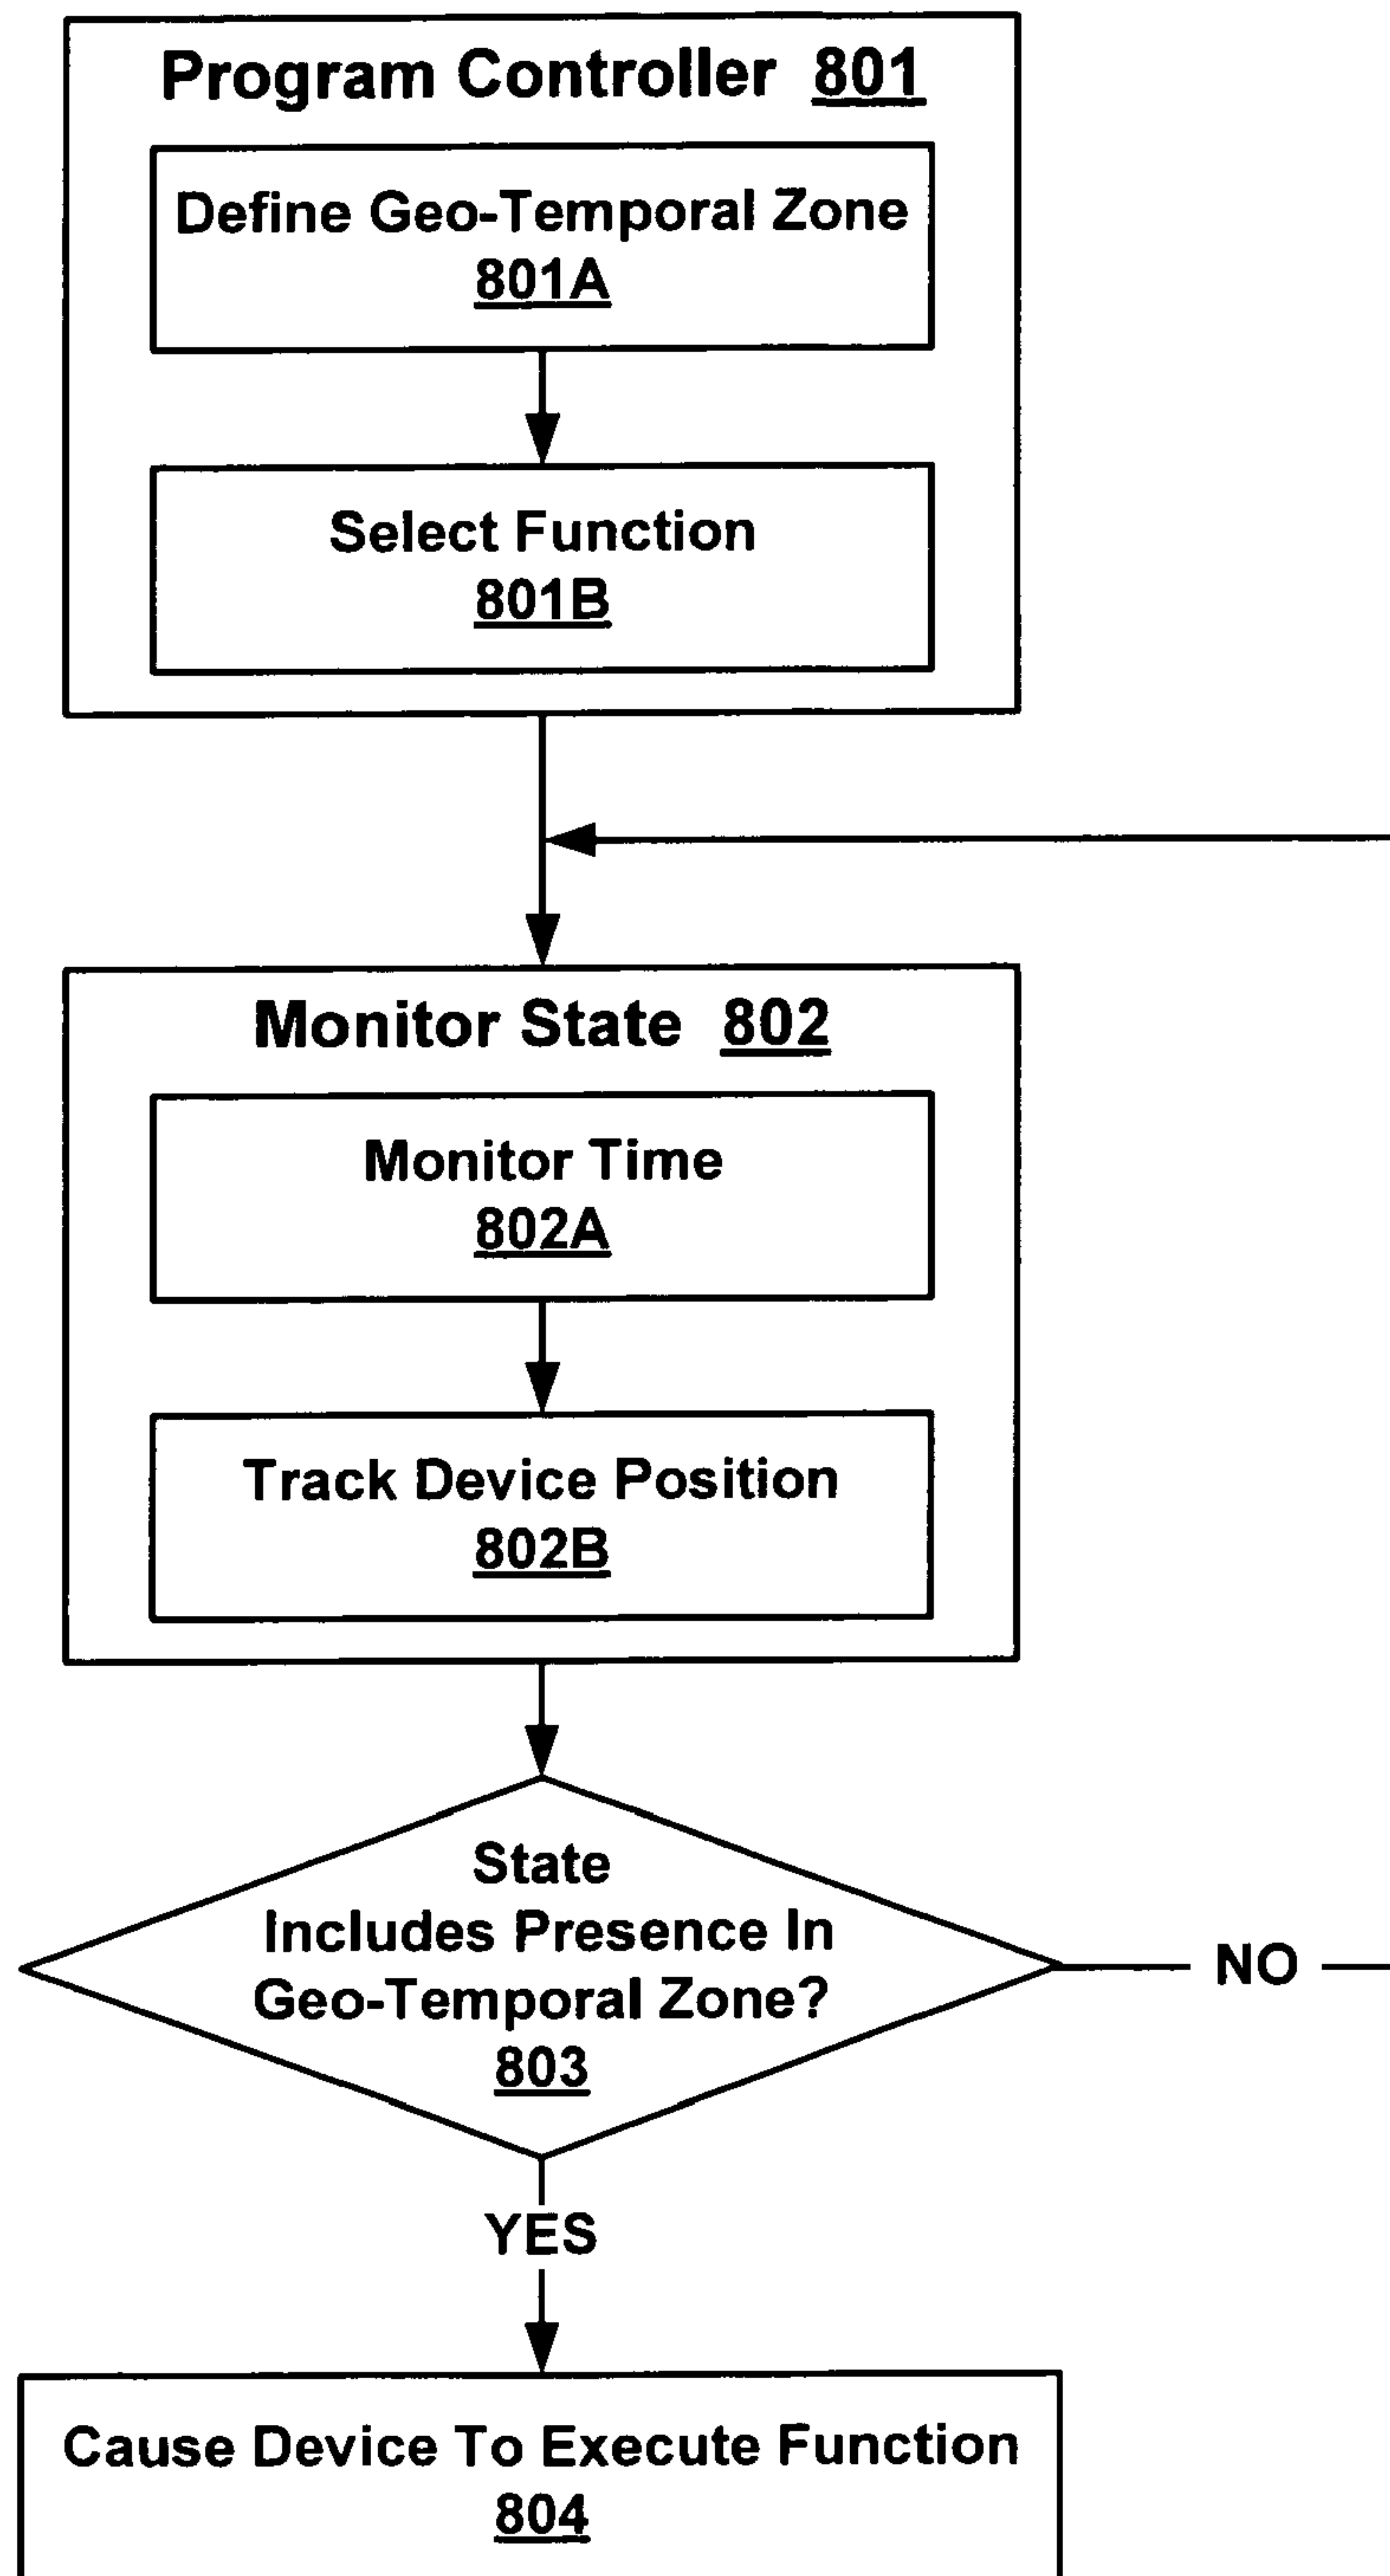 Program Controller 801
Define Geo-Temporal Zone
801A
Select Function
801B
Monitor State 802
Monitor Time
802A
Track Device Position
802B
State
Includes Presence In
Geo-Temporal Zone?
803
NO
YES
Cause Device To Execute Function
804